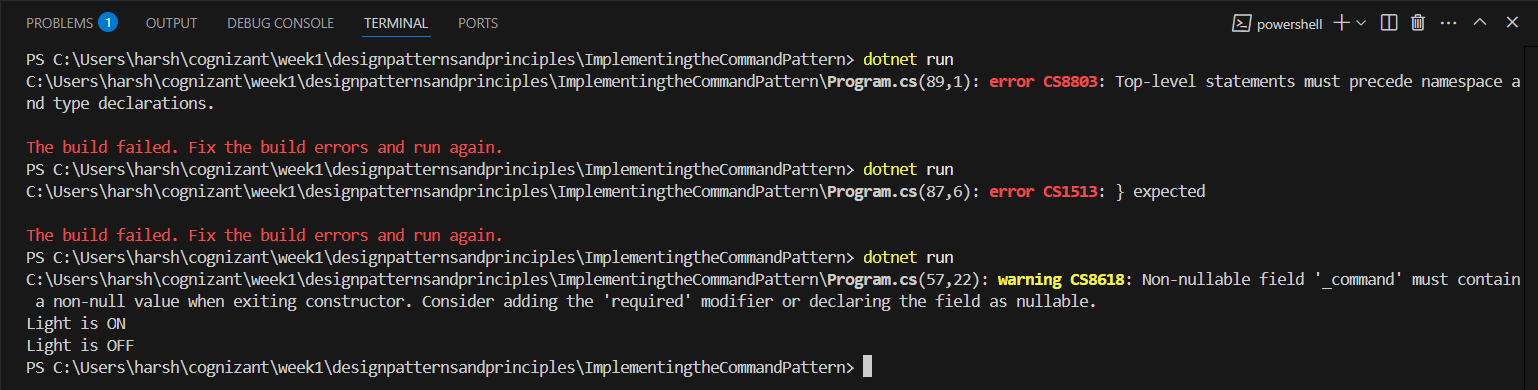 PROBLEMS 1 OUTPUT DEBUG CONSOLE TERMINAL PORTS powershell
PS C:\Users\harsh\cognizant\week1\designpatternsandprinciples\ImplementingtheCommandPattern> dotnet run
C:\Users\harsh\cognizant\week1\designpatternsandprinciples\ImplementingtheCommandPattern\Program.cs(89,1): error CS8803: Top-level statements must precede namespace a
nd type declarations.
The build failed. Fix the build errors and run again.
PS C:\Users\harsh\cognizant\week1\designpatternsandprinciples\ImplementingtheCommandPattern> dotnet run
C:\Users\harsh\cognizant\week1\designpatternsandprinciples\ImplementingtheCommandPattern\Program.cs(87,6): error CS1513: } expected
The build failed. Fix the build errors and run again.
PS C:\Users\harsh\cognizant\week1\designpatternsandprinciples\ImplementingtheCommandPattern> dotnet run
C:\Users\harsh\cognizant\week1\designpatternsandprinciples\ImplementingtheCommandPattern\Program.cs(57,22): warning CS8618: Non-nullable field '_command' must contain
 a non-null value when exiting constructor. Consider adding the 'required' modifier or declaring the field as nullable.
Light is ON
Light is OFF
PS C:\Users\harsh\cognizant\week1\designpatternsandprinciples\ImplementingtheCommandPattern>